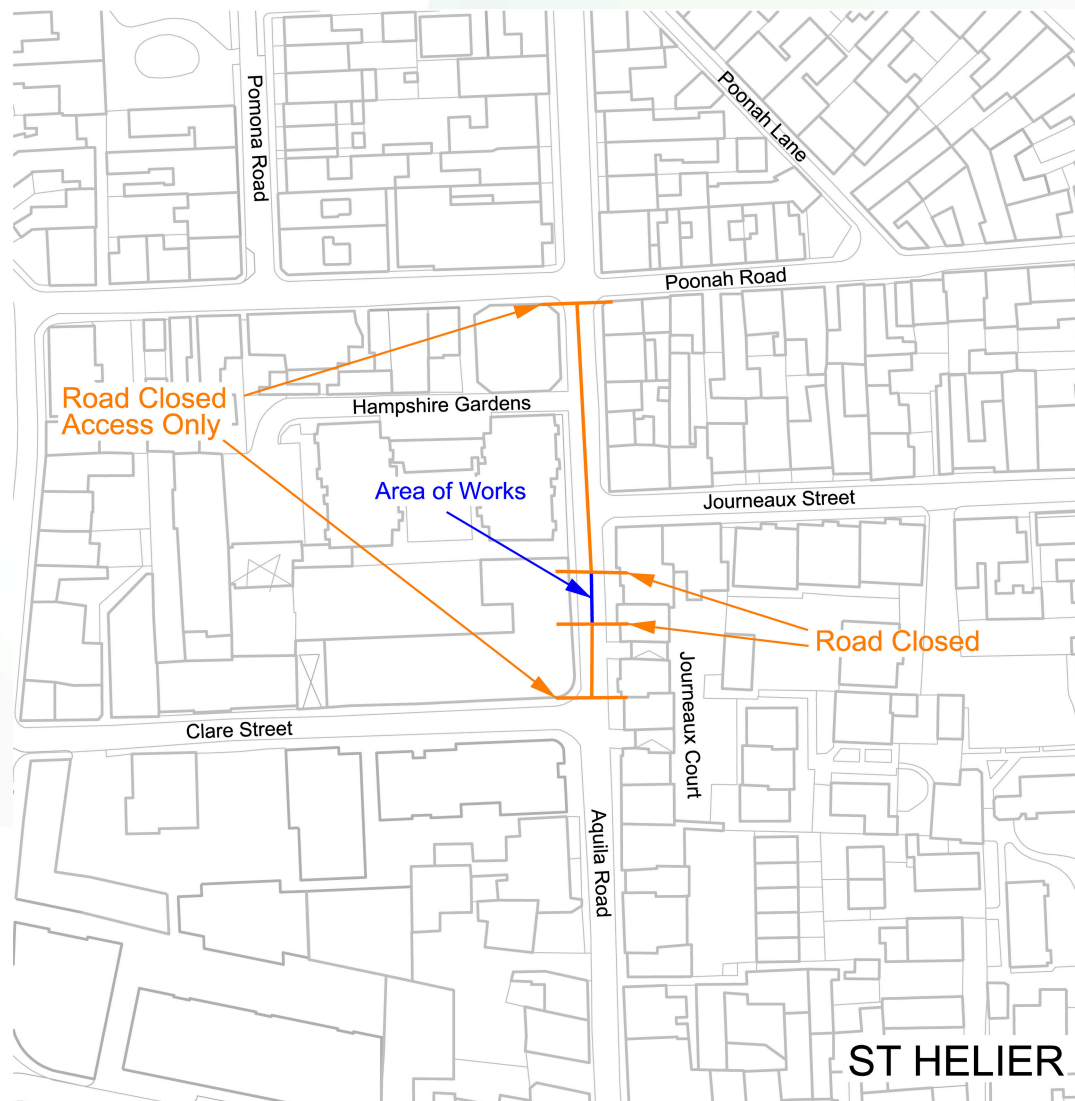 Pomona Road
Poonah Lane
Poonah Road
Road Closed
Access Only
Hampshire Gardens
Area of Works
Journeaux Street
Road Closed
Journeaux Court
Clare Street
Aquila Road
ST HELIER